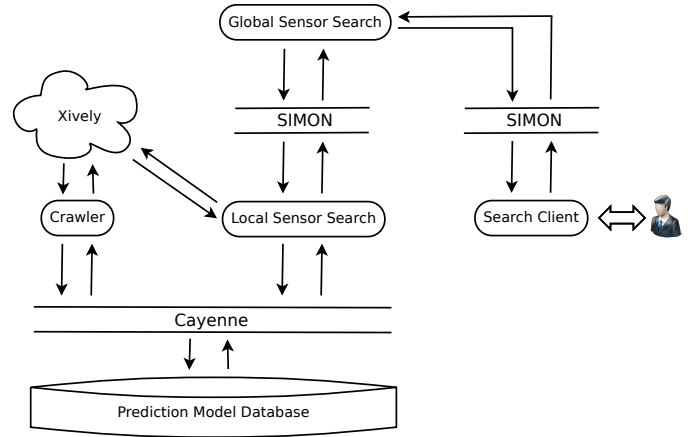 Global Sensor Search
Xively
SIMON
SIMON
Crawler
Local Sensor Search
Search Client
Cayenne
Prediction Model Database